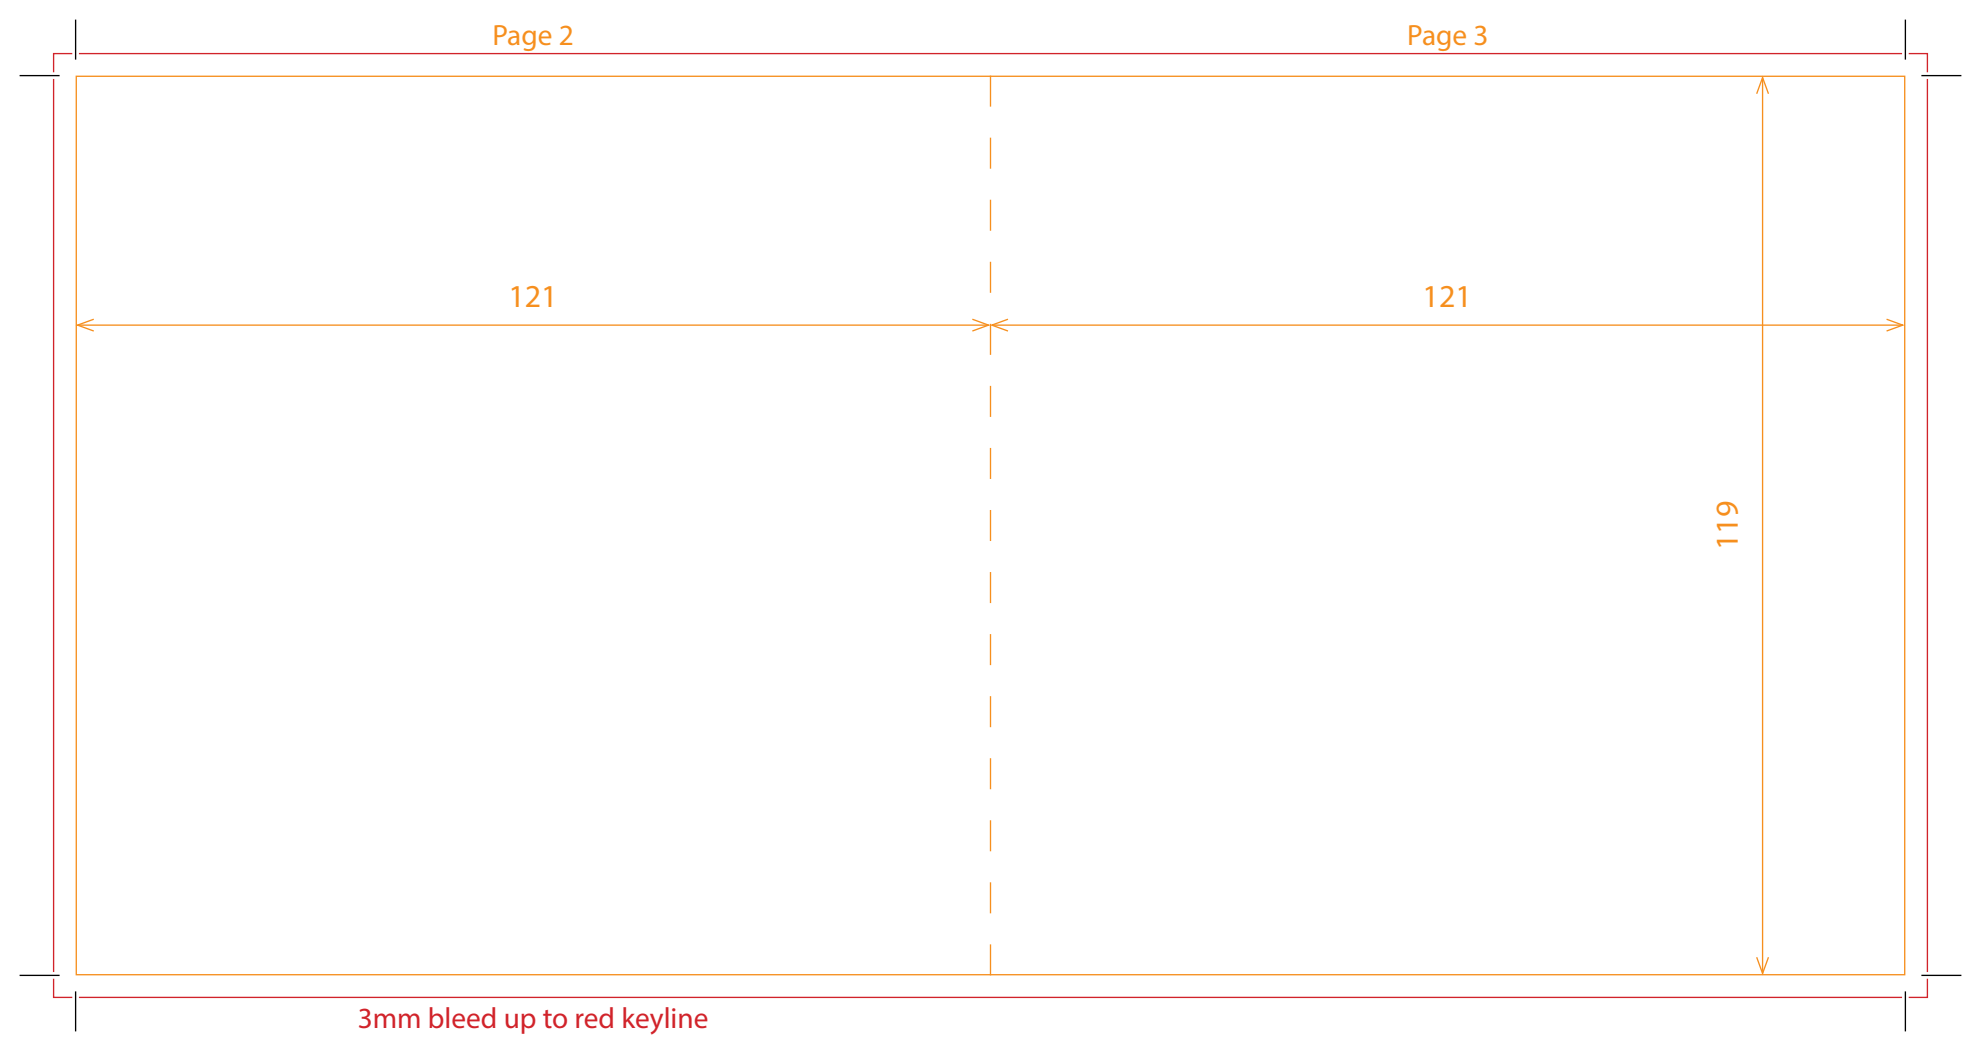 Page 2
Page 3
121
121
119
3mm bleed up to red keyline